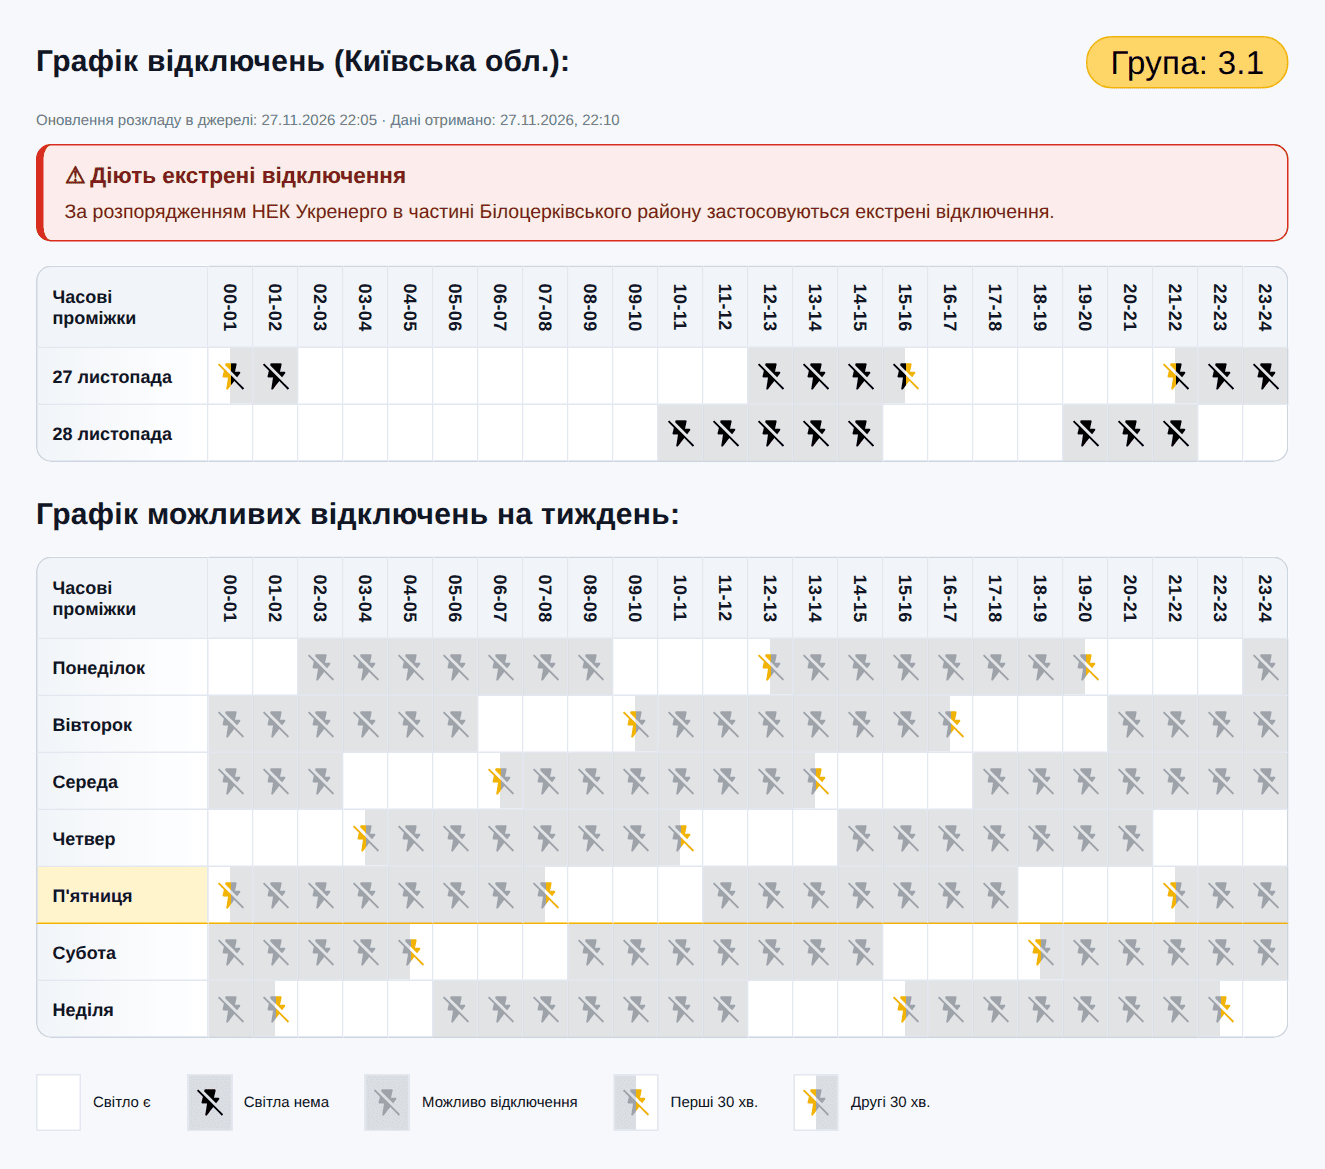 Графік відключень (Київська обл.):
Група: 3.1
Оновлення розкладу в джерелі: 27.11.2026 22:05 · Дані отримано: 27.11.2026, 22:10
⚠ Діють екстрені відключення
За розпорядженням НЕК Укренерго в частині Білоцерківського району застосовуються екстрені відключення.
Часові проміжки 00-01 01-02 02-03 03-04 04-05 05-06 06-07 07-08 08-09 09-10 10-11 11-12 12-13 13-14 14-15 15-16 16-17 17-18 18-19 19-20 20-21 21-22 22-23 23-24
27 листопада
28 листопада
Графік можливих відключень на тиждень:
Часові проміжки 00-01 01-02 02-03 03-04 04-05 05-06 06-07 07-08 08-09 09-10 10-11 11-12 12-13 13-14 14-15 15-16 16-17 17-18 18-19 19-20 20-21 21-22 22-23 23-24
Понеділок
Вівторок
Середа
Четвер
П'ятниця
Субота
Неділя
Світло є Світла нема Можливо відключення Перші 30 хв. Другі 30 хв.